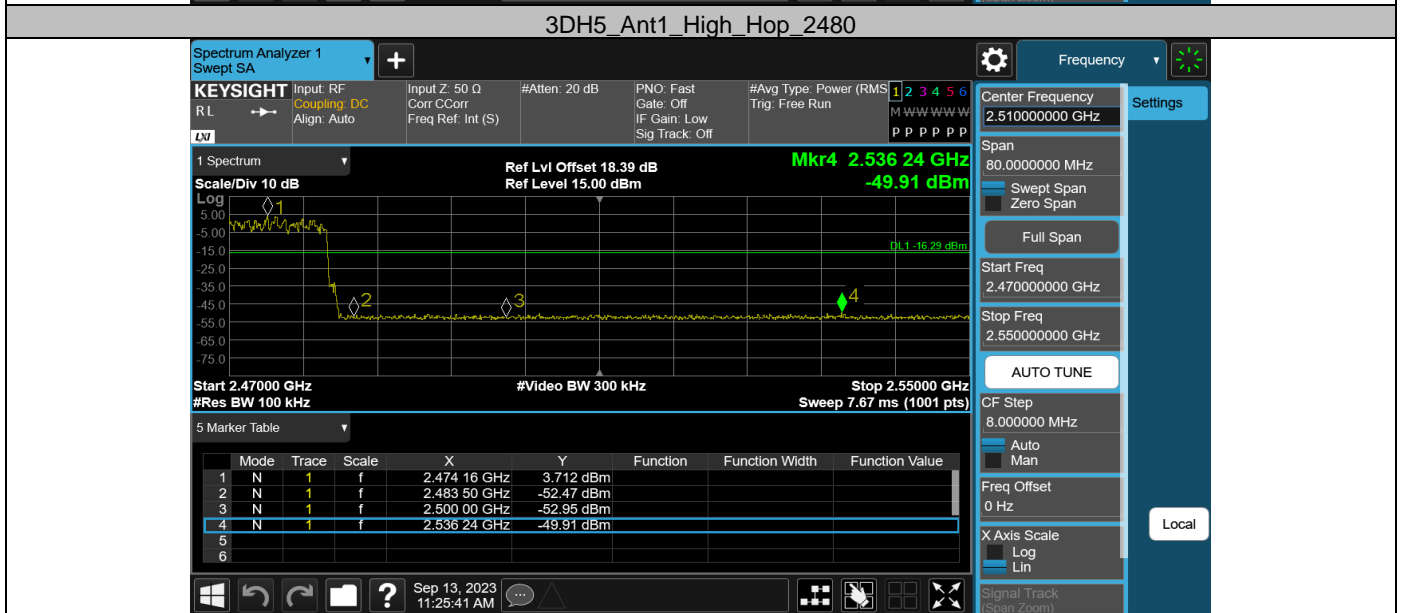 3DH5_Ant1_High_Hop_2480
Spectrum Analyzer 1
Swept SA
Frequency
KEYSIGHT
RL
LXI
Input: RF
Coupling: DC
Align: Auto
Input Z: 50 Ω
Corr CCorr
Freq Ref: Int (S)
#Atten: 20 dB
PNO: Fast
Gate: Off
IF Gain: Low
Sig Track: Off
#Avg Type: Power (RMS
Trig: Free Run
1 2 3 4 5 6
M W W W W W
P P P P P P
1 Spectrum
Scale/Div 10 dB
Ref Lvl Offset 18.39 dB
Ref Level 15.00 dBm
Mkr4 2.536 24 GHz
-49.91 dBm
Log
5.00
-5.00
-15.0
-25.0
-35.0
-45.0
-55.0
-65.0
-75.0
1
2
3
4
DL1 -16.29 dBm
Start 2.47000 GHz
#Res BW 100 kHz
#Video BW 300 kHz
Stop 2.55000 GHz
Sweep 7.67 ms (1001 pts)
5 Marker Table
Mode Trace Scale X Y Function Function Width Function Value
1 N 1 f 2.474 16 GHz 3.712 dBm
2 N 1 f 2.483 50 GHz -52.47 dBm
3 N 1 f 2.500 00 GHz -52.95 dBm
4 N 1 f 2.536 24 GHz -49.91 dBm
5
6
Sep 13, 2023
11:25:41 AM
Center Frequency
2.510000000 GHz
Settings
Span
80.0000000 MHz
Swept Span
Zero Span
Full Span
Start Freq
2.470000000 GHz
Stop Freq
2.550000000 GHz
AUTO TUNE
CF Step
8.000000 MHz
Auto
Man
Freq Offset
0 Hz
Local
X Axis Scale
Log
Lin
Signal Track
(Span Zoom)